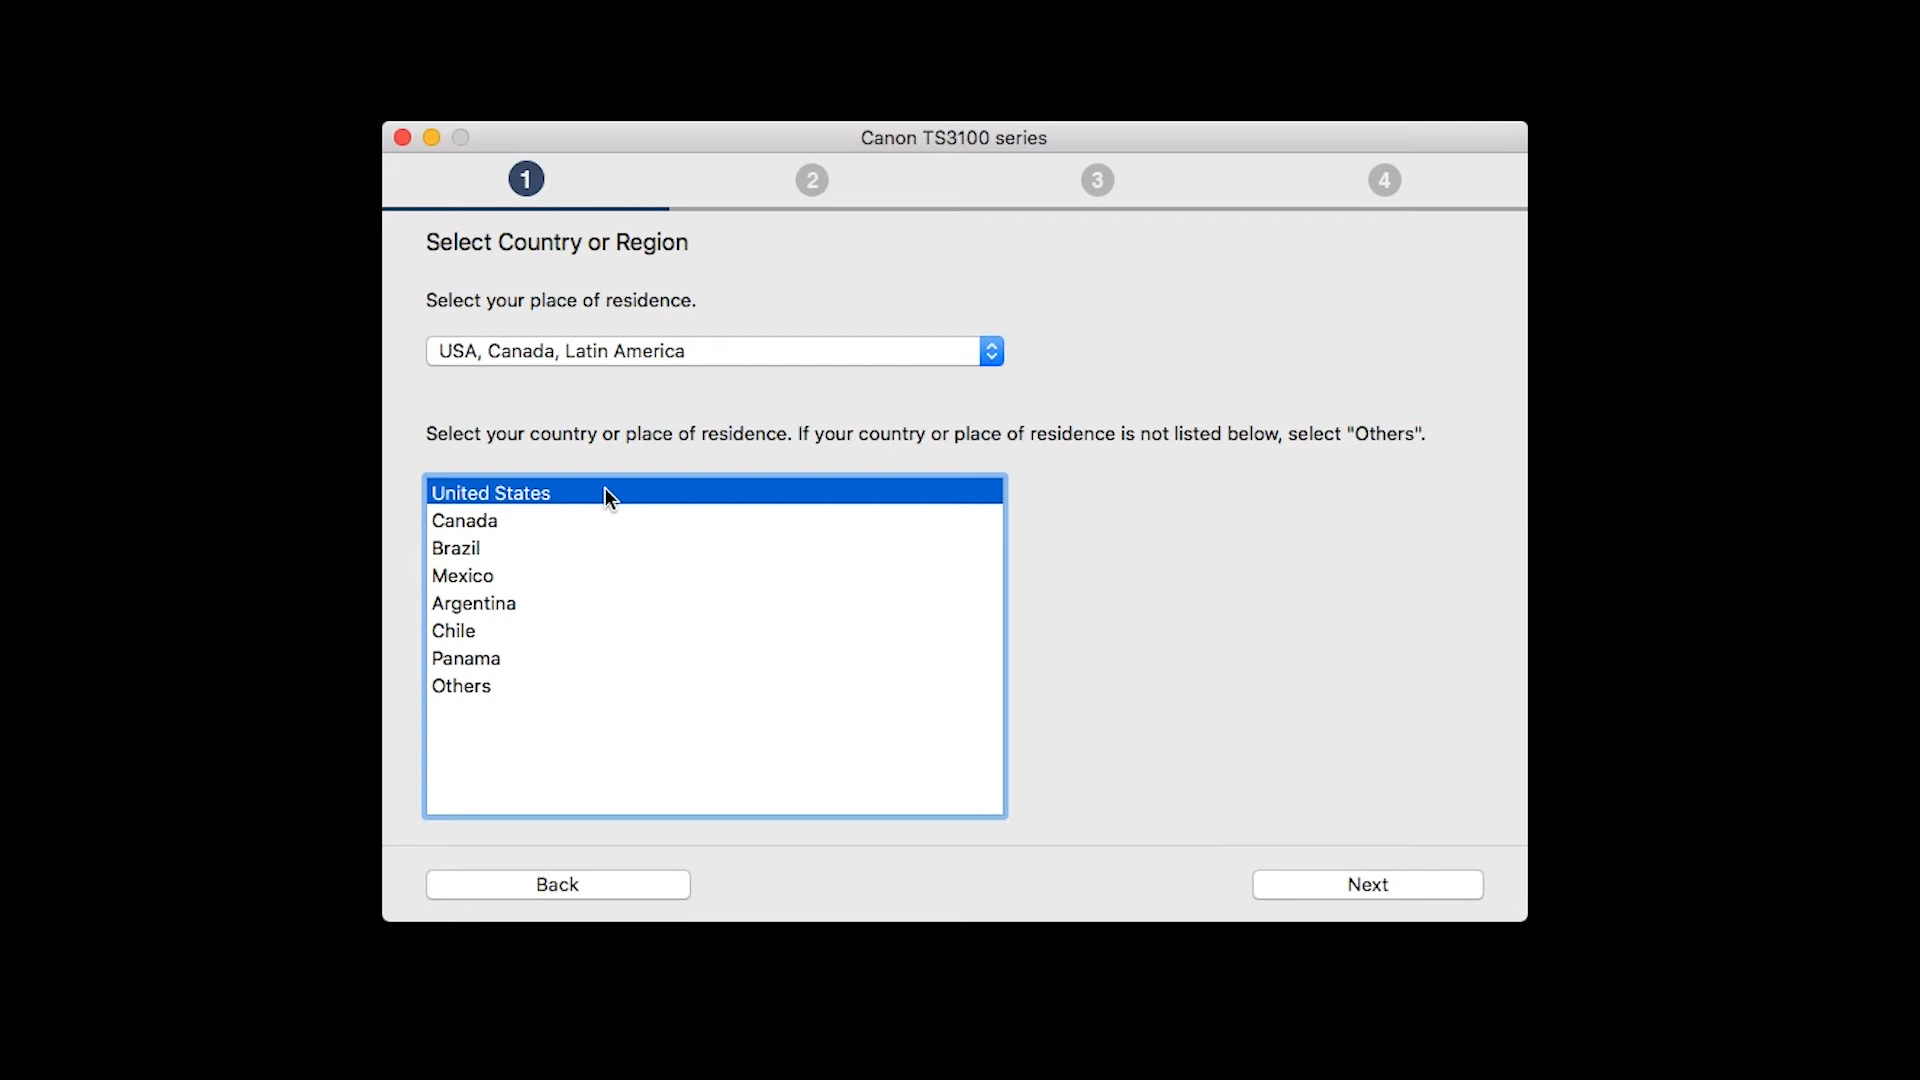 Canon TS3100 series
1 2 3 4
Select Country or Region
Select your place of residence.
USA, Canada, Latin America
Select your country or place of residence. If your country or place of residence is not listed below, select "Others".
United States
Canada
Brazil
Mexico
Argentina
Chile
Panama
Others
Back Next